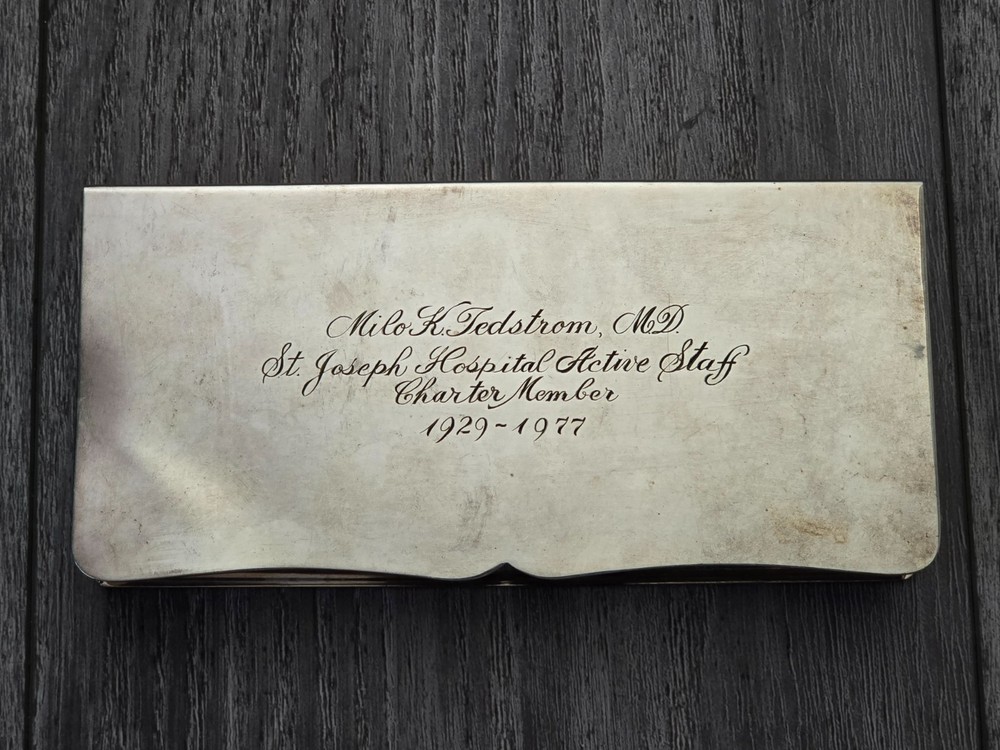 Milo K. Tedstrom, MD.
St. Joseph Hospital Active Staff
Charter Member
1929~1977